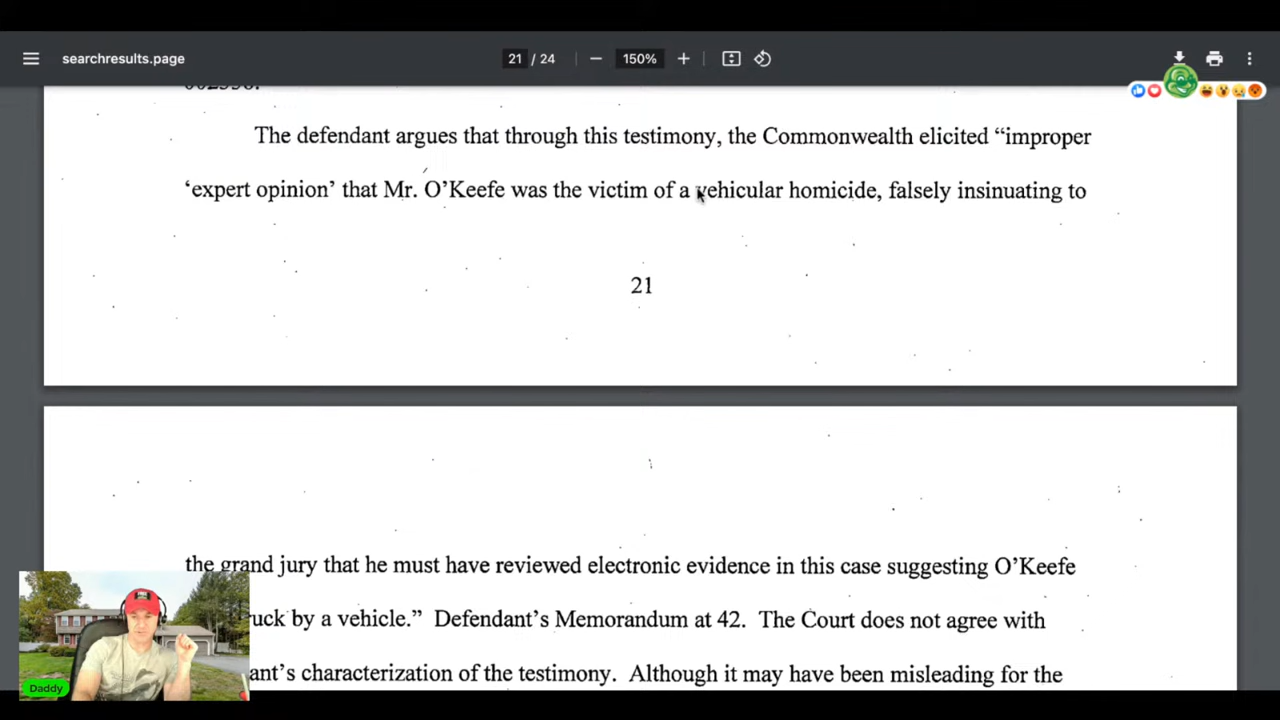 searchresults.page
21 / 24
150%
The defendant argues that through this testimony, the Commonwealth elicited “improper
‘expert opinion’ that Mr. O’Keefe was the victim of a vehicular homicide, falsely insinuating to
21
the grand jury that he must have reviewed electronic evidence in this case suggesting O’Keefe
by a vehicle.” Defendant’s Memorandum at 42. The Court does not agree with
characterization of the testimony. Although it may have been misleading for the
Daddy